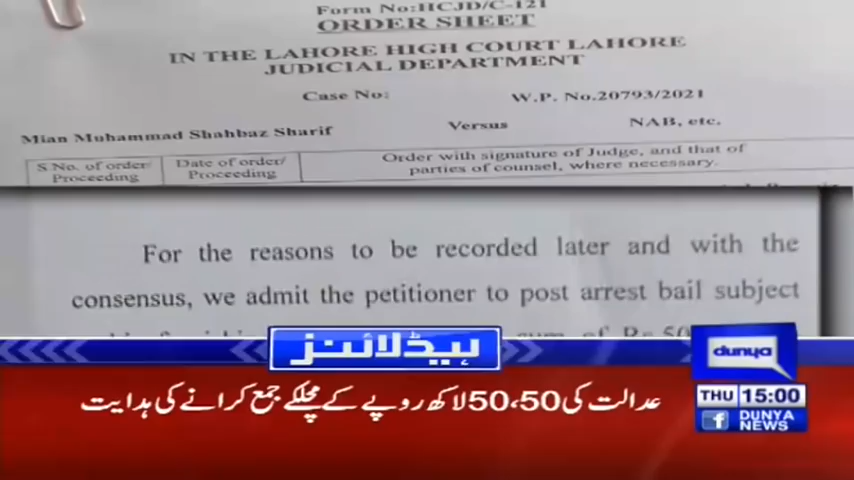 Form No:HCJD/C-121
ORDER SHEET
IN THE LAHORE HIGH COURT LAHORE
JUDICIAL DEPARTMENT
Case No: W.P. No.20793/2021
Mian Muhammad Shahbaz Sharif Versus NAB, etc.
S No. of order/ Proceeding
Date of order/ Proceeding
Order with signature of Judge, and that of parties of counsel, where necessary.
For the reasons to be recorded later and with the
consensus, we admit the petitioner to post arrest bail subject
sum of Rs 50
ہیڈلائنز
dunya
THU 15:00
f DUNYA NEWS
عدالت کی 50،50 لاکھ روپے کے مچلکے جمع کرانے کی ہدایت